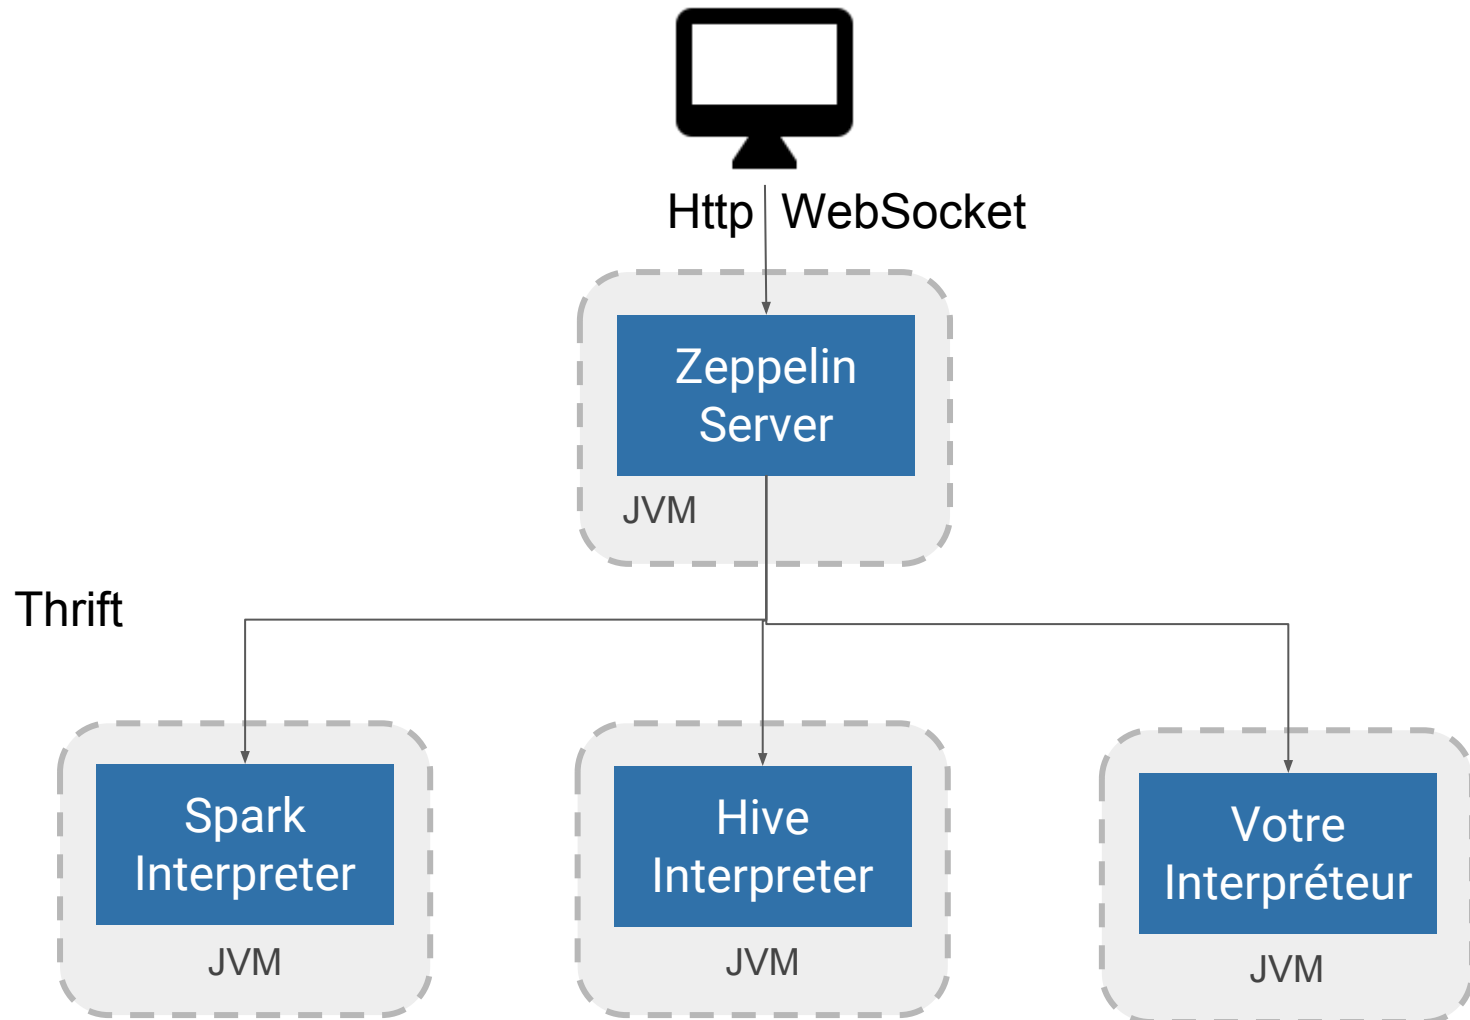 Http WebSocket
Zeppelin
Server
JVM
Thrift
Spark
Interpreter
JVM
Hive
Interpreter
JVM
Votre
Interpréteur
JVM